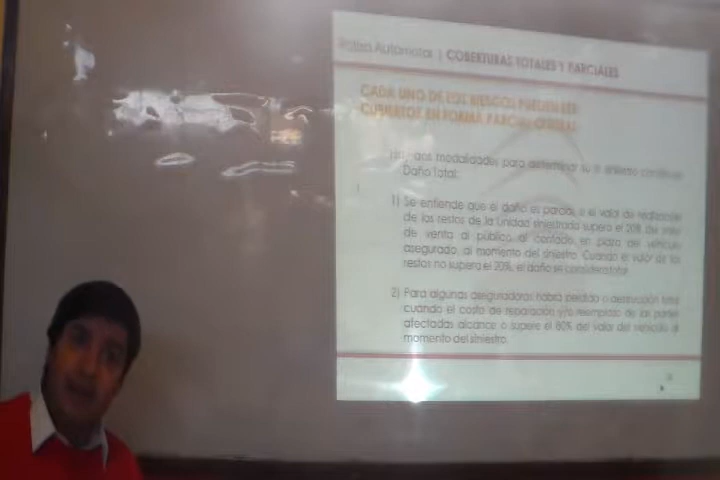 Automotor | COBERTURAS TOTALES Y PARCIALES
CADA UNO DE LOS RIESGOS PUEDEN SER
CUBIERTOS EN FORMA PARCIAL
Hay dos modalidades para determinar si el siniestro constituye
Daño Total:
1) Se entiende que el daño es parcial, si el valor de realización
de los restos de la Unidad siniestrada supera el 20% del valor
de venta al público al contado en plaza del vehículo
asegurado, al momento del siniestro. Cuando el valor de los
restos no supera el 20%, el daño se considera total.
2) Para algunas aseguradoras habrá pérdida o destrucción total
cuando el costo de reparación y/o reemplazo de las partes
afectadas alcance o supere el 80% del valor del vehículo al
momento del siniestro.